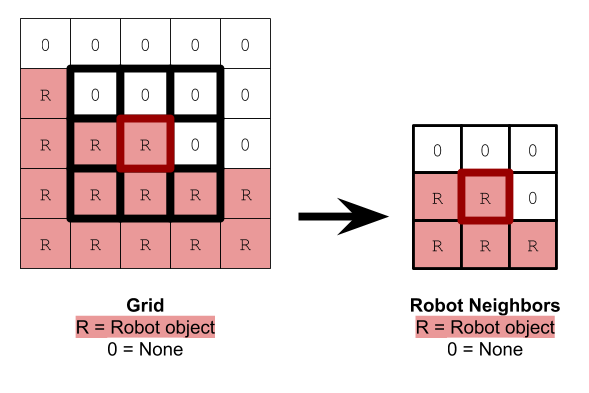 0 0 0 0 0
R 0 0 0 0
R R R 0 0
R R R R R
R R R R R
0 0 0
R R 0
R R R
Grid
R = Robot object
0 = None
Robot Neighbors
R = Robot object
0 = None